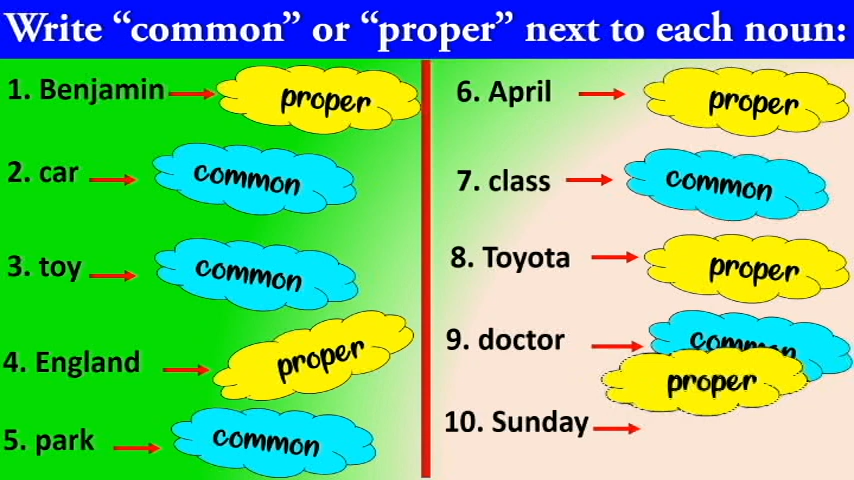 Write “common” or “proper” next to each noun:
1. Benjamin proper
2. car common
3. toy common
4. England proper
5. park common
6. April proper
7. class common
8. Toyota proper
9. doctor common
proper
10. Sunday